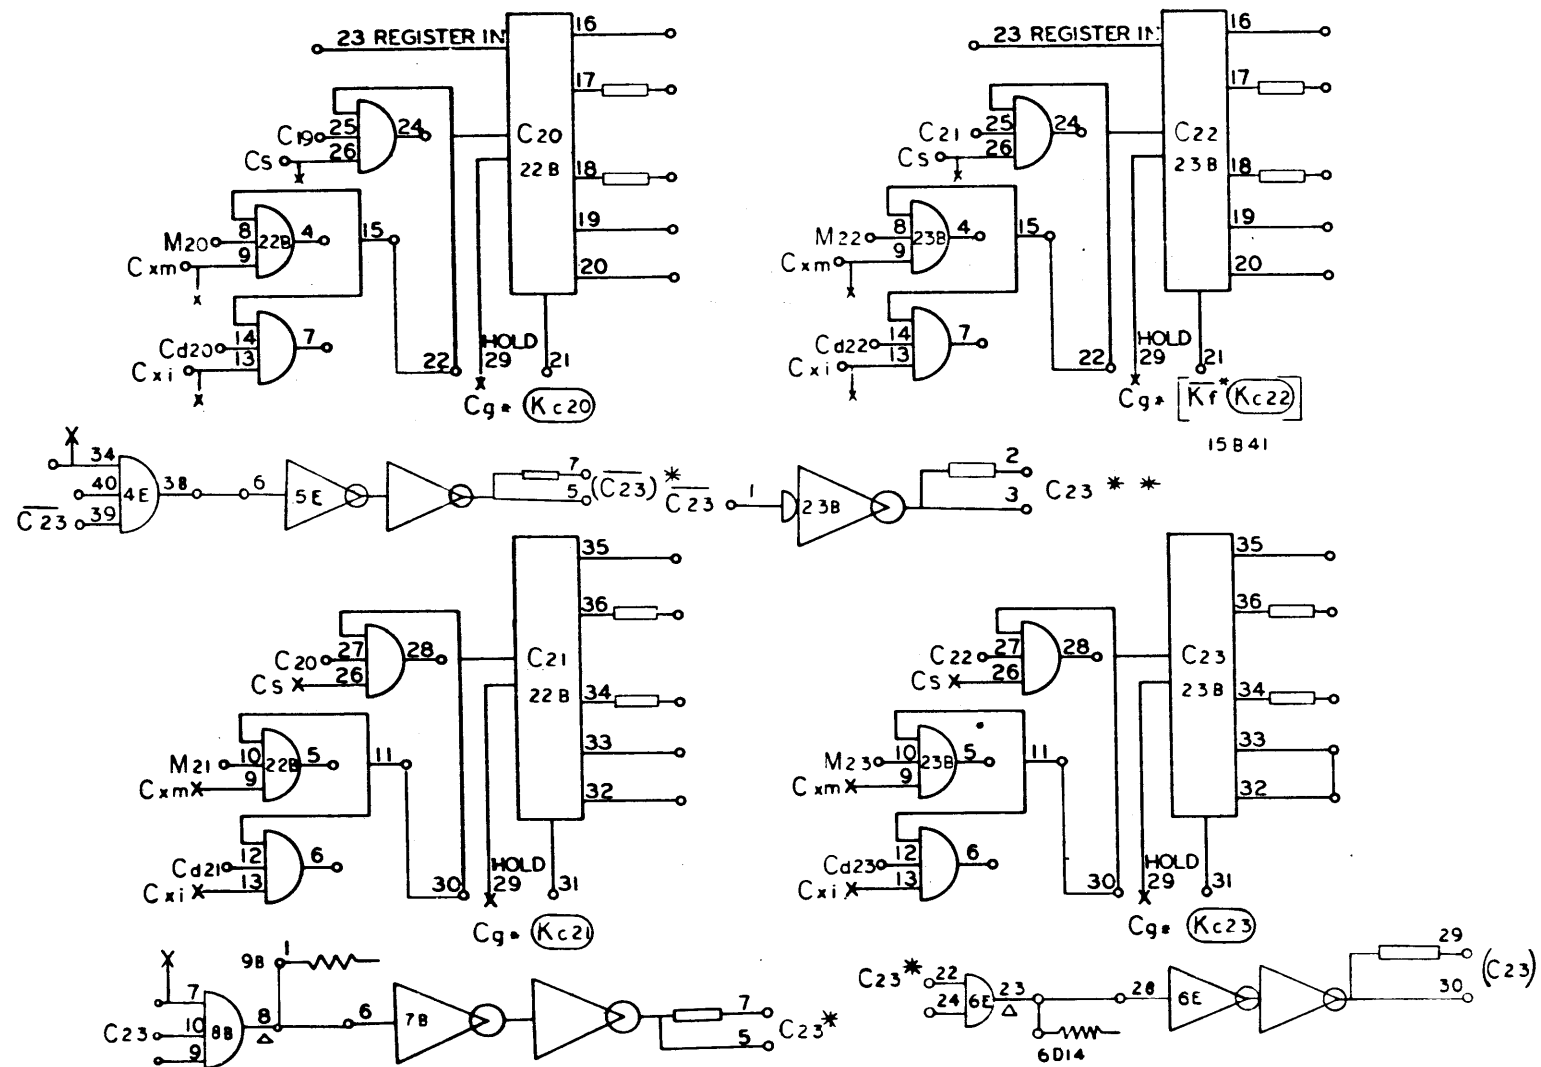 23 REGISTER IN
16
17
C19
25
24
Cs
26
C20
22B
18
M20
8
22B
4
15
19
Cxm
9
20
Cd20
14
7
13
HOLD
Cxi
22
29
21
Cg* (Kc20)
23 REGISTER IN
16
17
C21
25
24
Cs
26
C22
23B
18
M22
8
23B
4
15
19
Cxm
9
20
Cd22
14
7
13
HOLD
Cxi
22
29
21
Cg* [K̅f̅* (Kc22)]
15B41
34
40
4E
38
6
5E
7
(C̅2̅3̅)*
5
C̅2̅3̅
39
C̅2̅3̅
1
23B
2
3
C23 * *
35
36
C20
27
28
Cs
26
C21
22B
34
M21
10
22B
5
11
33
Cxm
9
32
Cd21
12
6
13
HOLD
Cxi
30
29
31
Cg* (Kc21)
35
36
C22
27
28
Cs
26
C23
23B
34
M23
10
23B
5
11
33
Cxm
9
32
Cd23
12
6
13
HOLD
Cxi
30
29
31
Cg* (Kc23)
9B
1
7
C23
10
8B
8
9
6
7B
7
C23*
5
C23*
22
24
6E
23
6D14
28
6E
29
(C23)
30